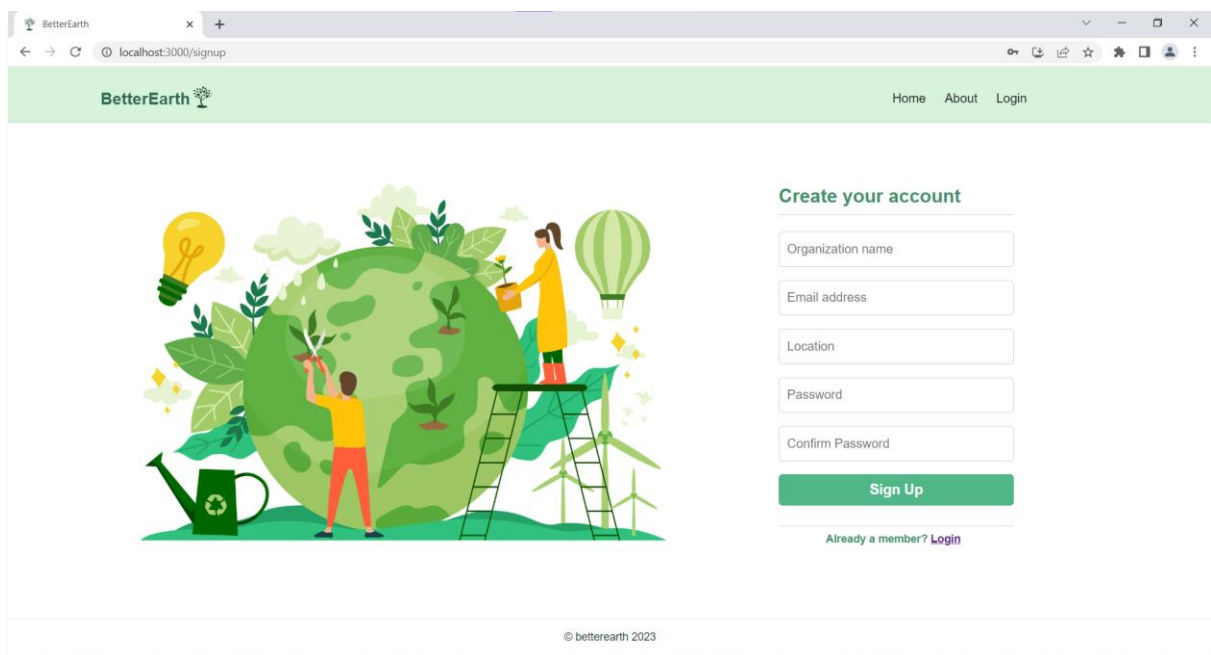 BetterEarth
localhost:3000/signup
BetterEarth
Home About Login
Create your account
Organization name
Email address
Location
Password
Confirm Password
Sign Up
Already a member? Login
© betterearth 2023